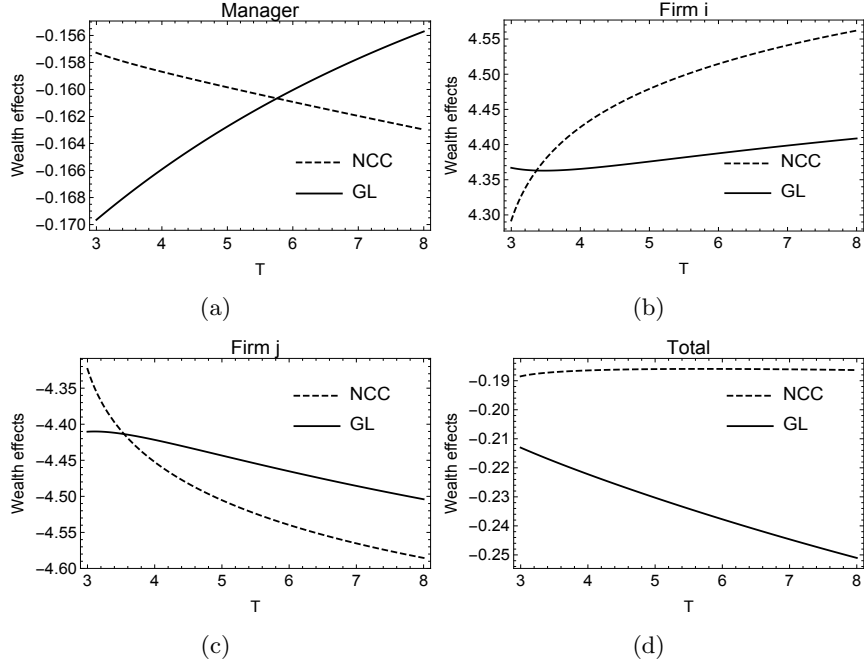 Manager
Wealth effects
−0.156
−0.158
−0.160
−0.162
−0.164
−0.166
−0.168
−0.170
NCC
GL
3 4 5 6 7 8
T
(a)
Firm i
Wealth effects
4.55
4.50
4.45
4.40
4.35
4.30
NCC
GL
3 4 5 6 7 8
T
(b)
Firm j
Wealth effects
−4.35
−4.40
−4.45
−4.50
−4.55
−4.60
NCC
GL
3 4 5 6 7 8
T
(c)
Total
Wealth effects
−0.19
−0.20
−0.21
−0.22
−0.23
−0.24
−0.25
NCC
GL
3 4 5 6 7 8
T
(d)